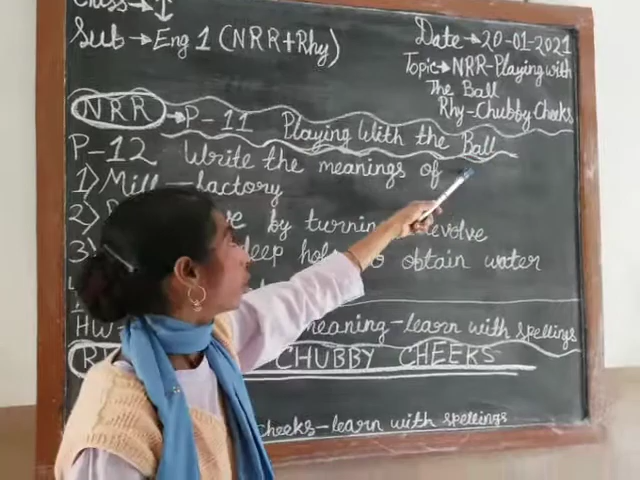 Class → I
Sub → Eng 1 (NRR+Rhy)
Date → 20-01-2021
Topic → NRR-Playing with
The Ball
Rhy-Chubby Cheeks
NRR → P-11 Playing With the Ball
P-12 Write the meanings of
1) Mill - factory
2) by turning revolve
3) deep to obtain water
HW- meaning-learn with spellings
CHUBBY CHEEKS
cheeks-learn with spellings